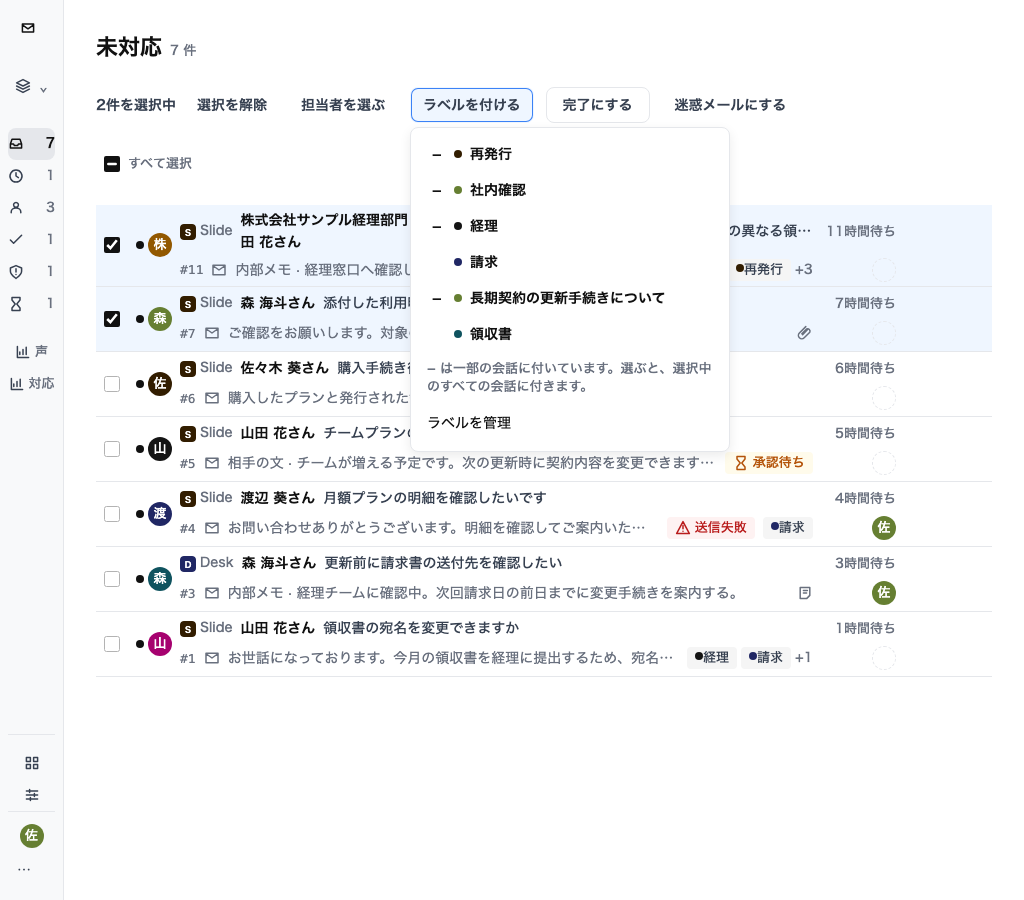 未対応 7 件
2件を選択中 選択を解除 担当者を選ぶ ラベルを付ける 完了にする 迷惑メールにする
すべて選択
7
1
3
1
1
1
声
対応
佐
…
– 再発行
– 社内確認
– 経理
請求
– 長期契約の更新手続きについて
領収書
– は一部の会話に付いています。選ぶと、選択中
のすべての会話に付きます。
ラベルを管理
株 S Slide 株式会社サンプル経理部門
田 花さん の異なる領… 11時間待ち
#11 内部メモ · 経理窓口へ確認し 再発行 +3
森 S Slide 森 海斗さん 添付した利用 7時間待ち
#7 ご確認をお願いします。対象
佐 S Slide 佐々木 葵さん 購入手続き 6時間待ち
#6 購入したプランと発行された
山 S Slide 山田 花さん チームプランの 5時間待ち
#5 相手の文 · チームが増える予定です。次の更新時に契約内容を変更できます… 承認待ち
渡 S Slide 渡辺 葵さん 月額プランの明細を確認したいです 4時間待ち
#4 お問い合わせありがとうございます。明細を確認してご案内いた… 送信失敗 請求 佐
森 D Desk 森 海斗さん 更新前に請求書の送付先を確認したい 3時間待ち
#3 内部メモ · 経理チームに確認中。次回請求日の前日までに変更手続きを案内する。 佐
山 S Slide 山田 花さん 領収書の宛名を変更できますか 1時間待ち
#1 お世話になっております。今月の領収書を経理に提出するため、宛名… 経理 請求 +1